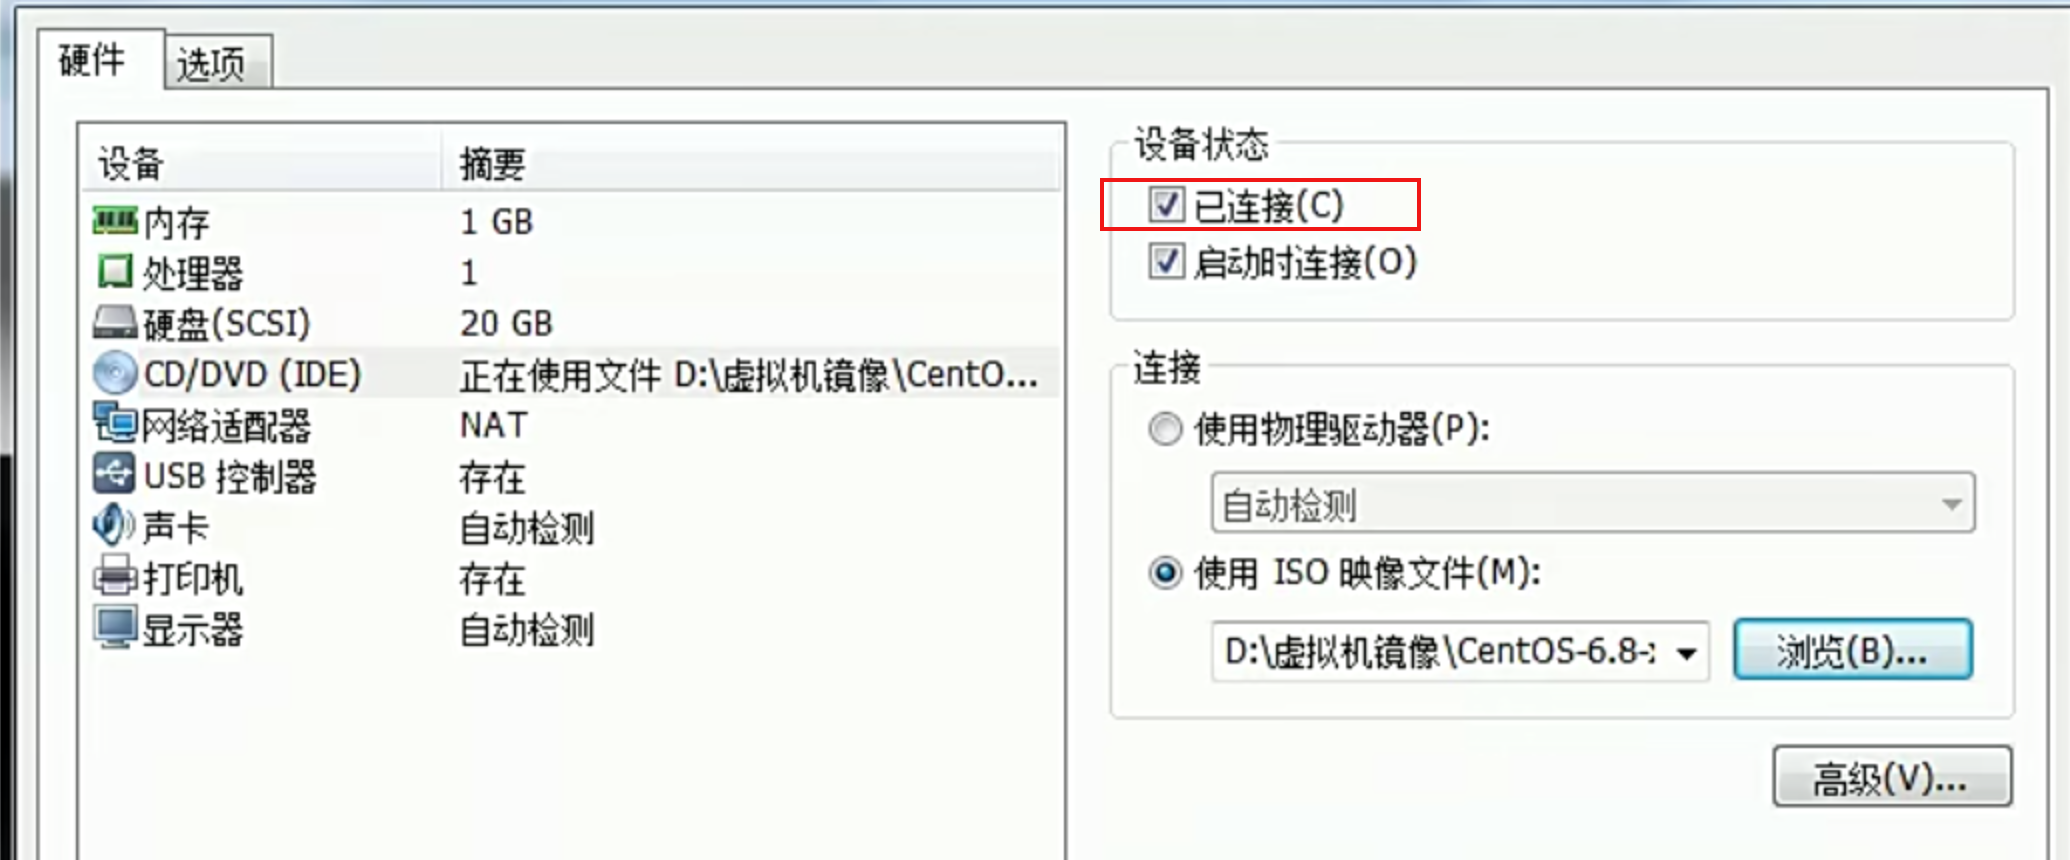 硬件 选项
设备 摘要
内存 1 GB
处理器 1
硬盘(SCSI) 20 GB
CD/DVD (IDE) 正在使用文件 D:\虚拟机镜像\CentO...
网络适配器 NAT
USB 控制器 存在
声卡 自动检测
打印机 存在
显示器 自动检测
设备状态
已连接(C)
启动时连接(O)
连接
使用物理驱动器(P):
自动检测
使用 ISO 映像文件(M):
D:\虚拟机镜像\CentOS-6.8-
浏览(B)...
高级(V)...